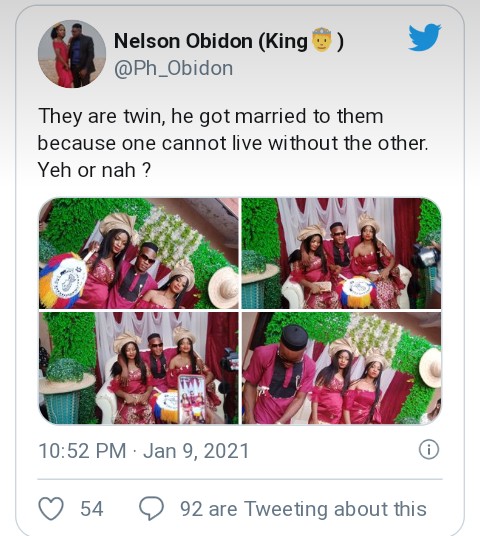 Nelson Obidon (King🤴)
@Ph_Obidon
They are twin, he got married to them
because one cannot live without the other.
Yeh or nah ?
10:52 PM · Jan 9, 2021
54
92 are Tweeting about this